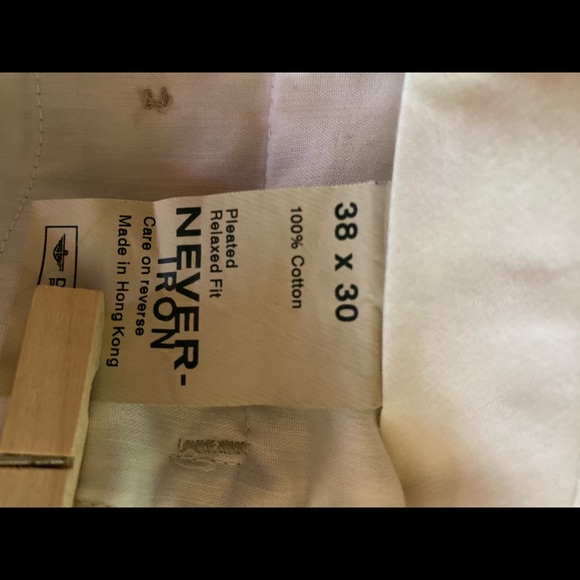 38 x 30
100% Cotton
Pleated
Relaxed Fit
NEVER-
IRON
Care on reverse
Made in Hong Kong